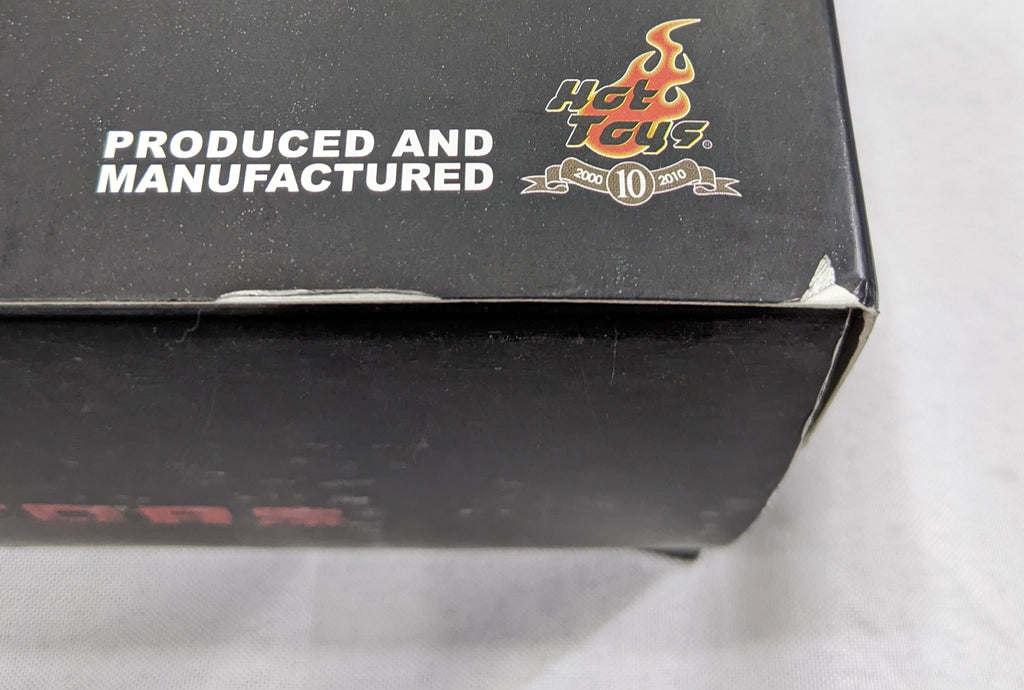 Hot
Toys
PRODUCED AND
MANUFACTURED
2000 10 2010